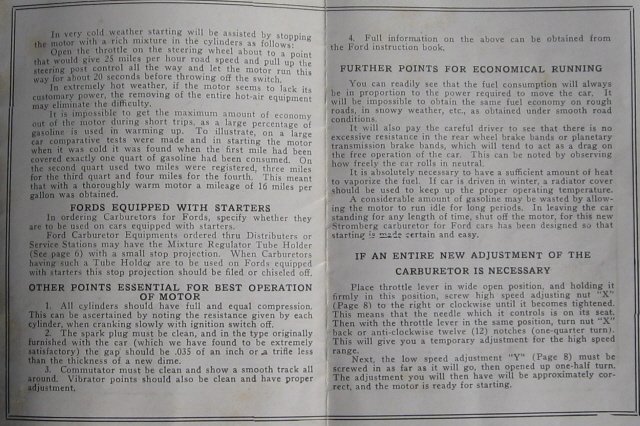 In very cold weather starting will be assisted by stopping
the motor with a rich mixture in the cylinders as follows:
Open the throttle on the steering wheel about to a point
that would give 25 miles per hour road speed and pull up the
steering post control all the way and let the motor run this
way for about 20 seconds before throwing off the switch.
In extremely hot weather, if the motor seems to lack its
customary power, the removing of the entire hot-air equipment
may eliminate the difficulty.
It is impossible to get the maximum amount of economy
out of the motor during short trips, as a large percentage of
gasoline is used in warming up. To illustrate, on a large
car comparative tests were made and in starting the motor
when it was cold it was found when the first mile had been
covered exactly one quart of gasoline had been consumed. On
the second quart used two miles were registered, three miles
for the third quart and four miles for the fourth. This meant
that with a thoroughly warm motor a mileage of 16 miles per
gallon was obtained.
FORDS EQUIPPED WITH STARTERS
In ordering Carburetors for Fords, specify whether they
are to be used on cars equipped with starters.
Ford Carburetor Equipments ordered thru Distributors or
Service Stations may have the Mixture Regulator Tube Holder
(See page 6) with a small stop projection. When Carburetors
having such a Tube Holder are to be used on Fords equipped
with starters this stop projection should be filed or chiseled off.
OTHER POINTS ESSENTIAL FOR BEST OPERATION
OF MOTOR
1. All cylinders should have full and equal compression.
This can be ascertained by noting the resistance given by each
cylinder, when cranking slowly with ignition switch off.
2. The spark plug must be clean, and in the type originally
furnished with the car (which we have found to be extremely
satisfactory) the gap should be .035 of an inch or a trifle less
than the thickness of a new dime.
3. Commutator must be clean and show a smooth track all
around. Vibrator points should also be clean and have proper
adjustment.
4. Full information on the above can be obtained from
the Ford instruction book.
FURTHER POINTS FOR ECONOMICAL RUNNING
You can readily see that the fuel consumption will always
be in proportion to the power required to move the car. It
will be impossible to obtain the same fuel economy on rough
roads, in snowy weather, etc., as obtained under smooth road
conditions.
It will also pay the careful driver to see that there is no
excessive resistance in the rear wheel brake bands or planetary
transmission brake bands, which will tend to act as a drag on
the free operation of the car. This can be noted by observing
how freely the car rolls in neutral.
It is absolutely necessary to have a sufficient amount of heat
to vaporize the fuel. If car is driven in winter, a radiator cover
should be used to keep up the proper operating temperature.
A considerable amount of gasoline may be wasted by allow-
ing the motor to run idle for long periods. In leaving the car
standing for any length of time, shut off the motor, for this new
Stromberg carburetor for Ford cars has been designed so that
starting is made certain and easy.
IF AN ENTIRE NEW ADJUSTMENT OF THE
CARBURETOR IS NECESSARY
Place throttle lever in wide open position, and holding it
firmly in this position, screw high speed adjusting nut "X"
(Page 8) to the right or clockwise until it becomes tightened.
This means that the needle which it controls is on its seat.
Then with the throttle lever in the same position, turn nut "X"
back or anti-clockwise twelve (12) notches (one-quarter turn).
This will give you a temporary adjustment for the high speed
range.
Next, the low speed adjustment "Y" (Page 8) must be
screwed in as far as it will go, then opened up one-half turn.
The adjustment you will then have will be approximately cor-
rect, and the motor is ready for starting.